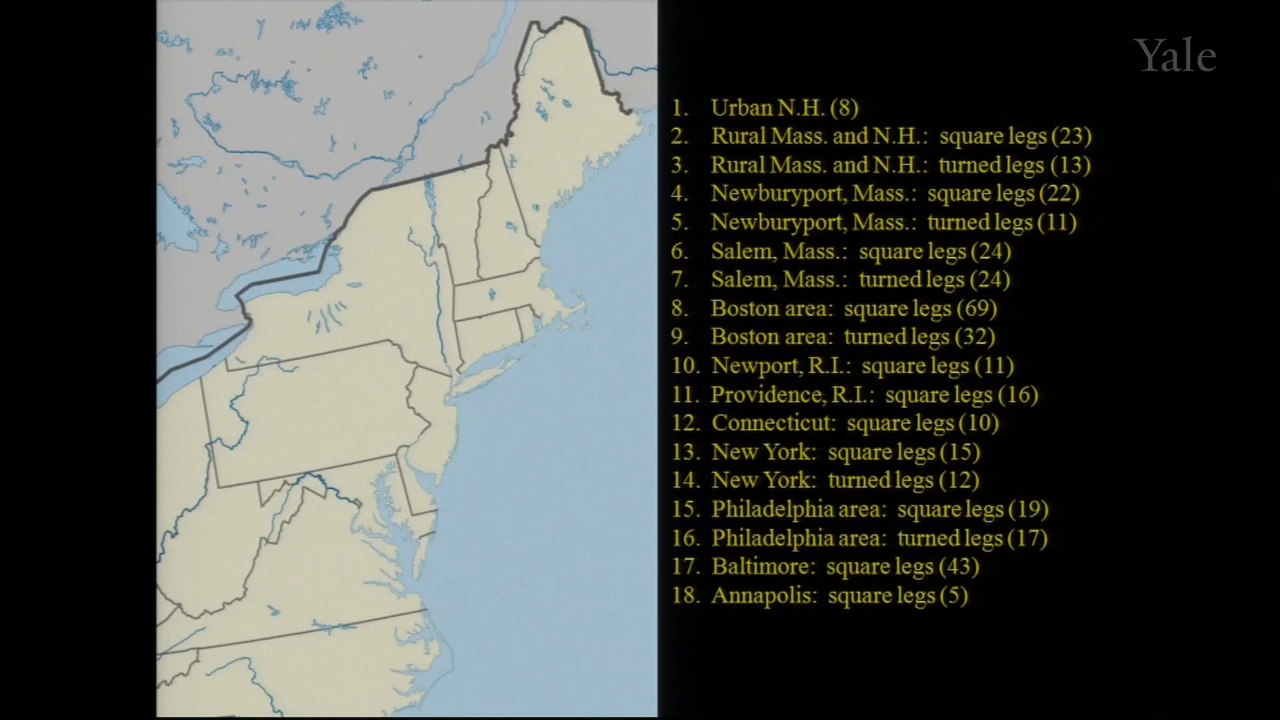 Yale
1. Urban N.H. (8)
2. Rural Mass. and N.H.: square legs (23)
3. Rural Mass. and N.H.: turned legs (13)
4. Newburyport, Mass.: square legs (22)
5. Newburyport, Mass.: turned legs (11)
6. Salem, Mass.: square legs (24)
7. Salem, Mass.: turned legs (24)
8. Boston area: square legs (69)
9. Boston area: turned legs (32)
10. Newport, R.I.: square legs (11)
11. Providence, R.I.: square legs (16)
12. Connecticut: square legs (10)
13. New York: square legs (15)
14. New York: turned legs (12)
15. Philadelphia area: square legs (19)
16. Philadelphia area: turned legs (17)
17. Baltimore: square legs (43)
18. Annapolis: square legs (5)